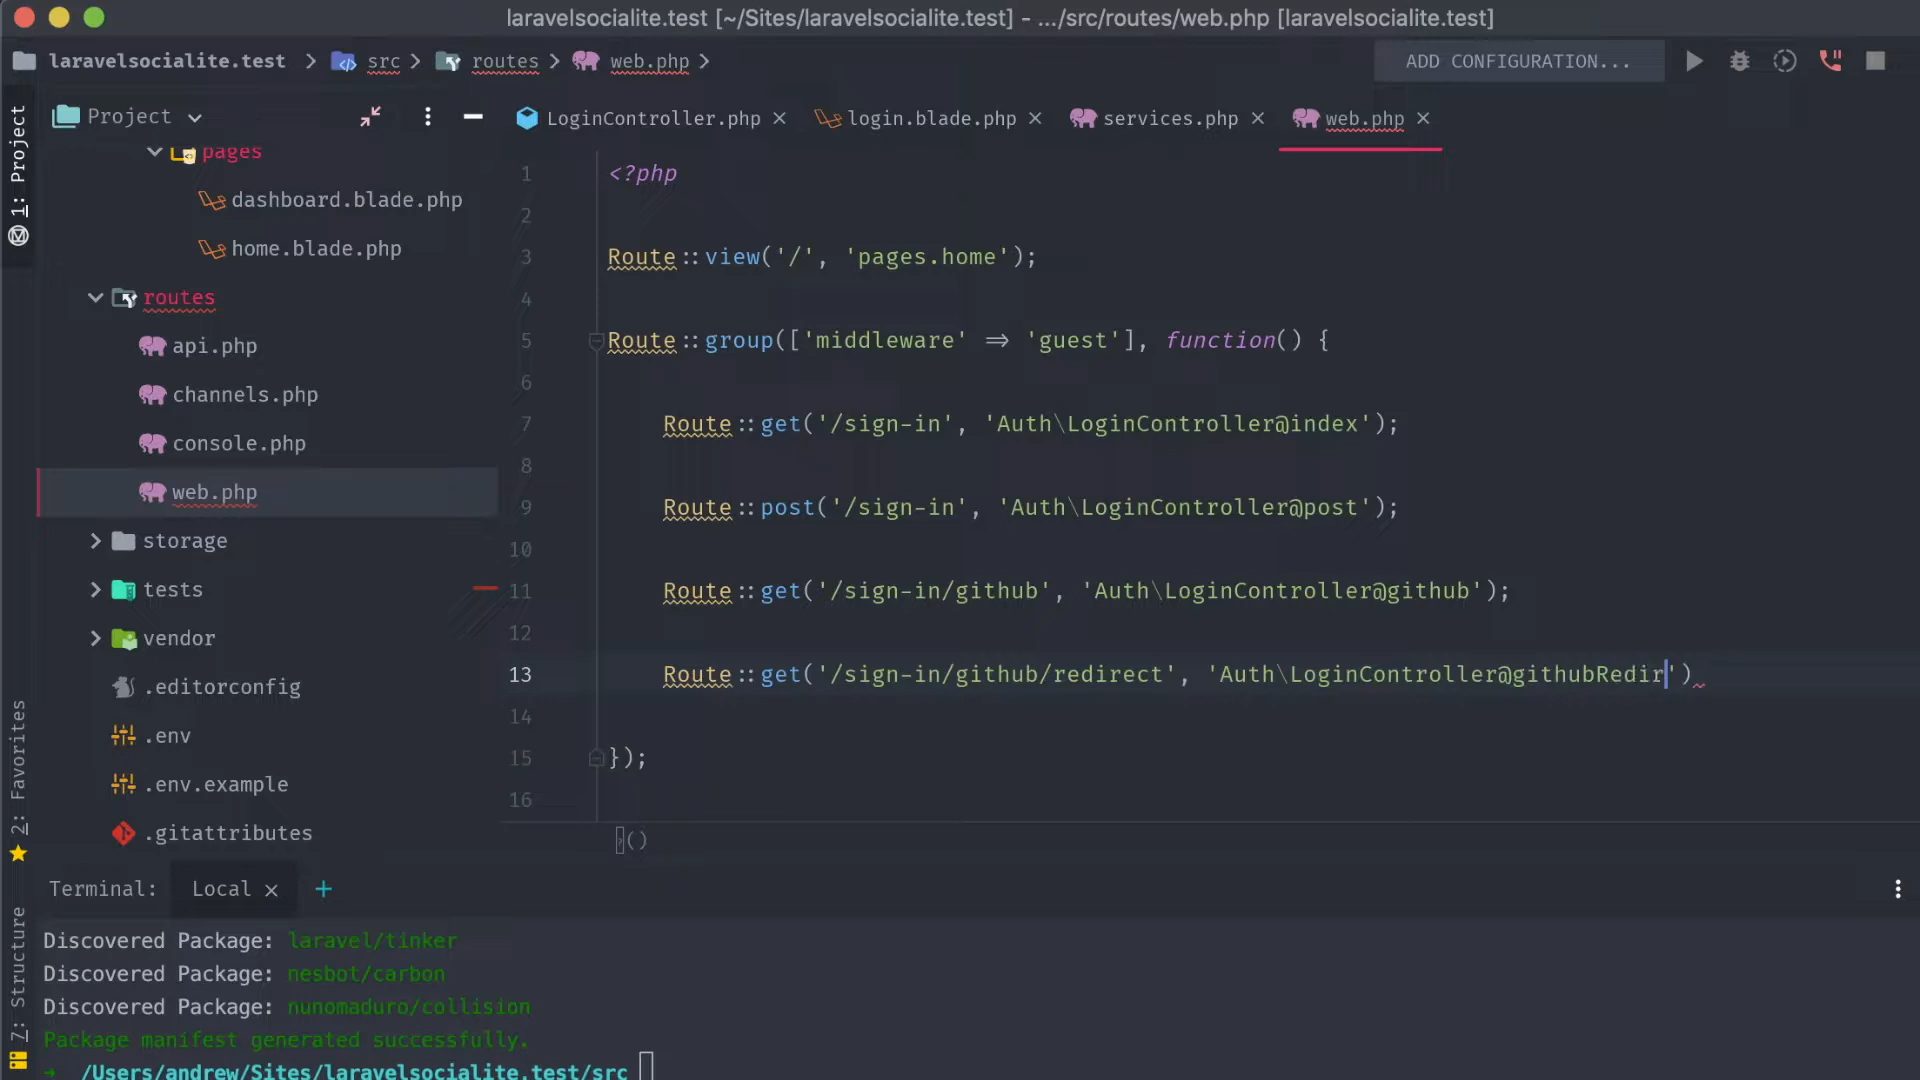 laravelsocialite.test [~/Sites/laravelsocialite.test] - .../src/routes/web.php [laravelsocialite.test]
laravelsocialite.test > src > routes > web.php >
ADD CONFIGURATION...
1: Project
Project
LoginController.php
login.blade.php
services.php
web.php
pages
dashboard.blade.php
home.blade.php
routes
api.php
channels.php
console.php
web.php
storage
tests
vendor
.editorconfig
.env
.env.example
.gitattributes
1 <?php
2
3 Route::view('/', 'pages.home');
4
5 Route::group(['middleware' => 'guest'], function() {
6
7 Route::get('/sign-in', 'Auth\LoginController@index');
8
9 Route::post('/sign-in', 'Auth\LoginController@post');
10
11 Route::get('/sign-in/github', 'Auth\LoginController@github');
12
13 Route::get('/sign-in/github/redirect', 'Auth\LoginController@githubRedir')
14
15 });
16
()
2: Favorites
7: Structure
Terminal: Local +
Discovered Package: laravel/tinker
Discovered Package: nesbot/carbon
Discovered Package: nunomaduro/collision
Package manifest generated successfully.
→ /Users/andrew/Sites/laravelsocialite.test/src